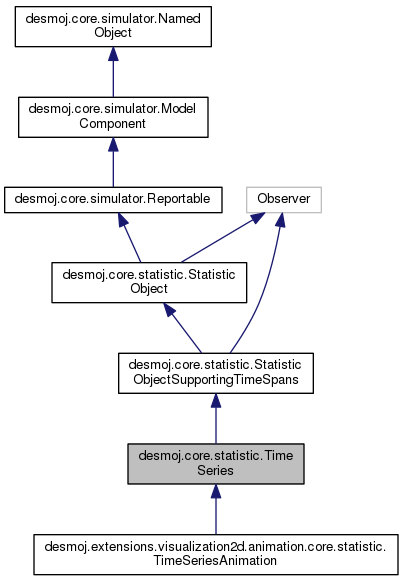 desmoj.core.simulator.Named
Object
desmoj.core.simulator.Model
Component
desmoj.core.simulator.Reportable
Observer
desmoj.core.statistic.Statistic
Object
desmoj.core.statistic.Statistic
ObjectSupportingTimeSpans
desmoj.core.statistic.Time
Series
desmoj.extensions.visualization2d.animation.core.statistic.
TimeSeriesAnimation